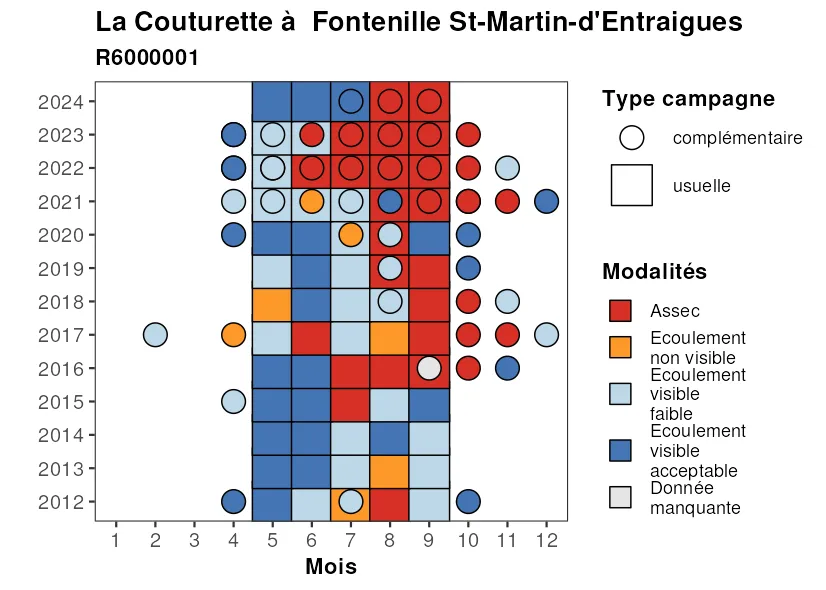 La Couturette à  Fontenille St-Martin-d'Entraigues
R6000001
2024
2023
2022
2021
2020
2019
2018
2017
2016
2015
2014
2013
2012
1 2 3 4 5 6 7 8 9 10 11 12
Mois
Type campagne
complémentaire
usuelle
Modalités
Assec
Ecoulement
non visible
Ecoulement
visible
faible
Ecoulement
visible
acceptable
Donnée
manquante